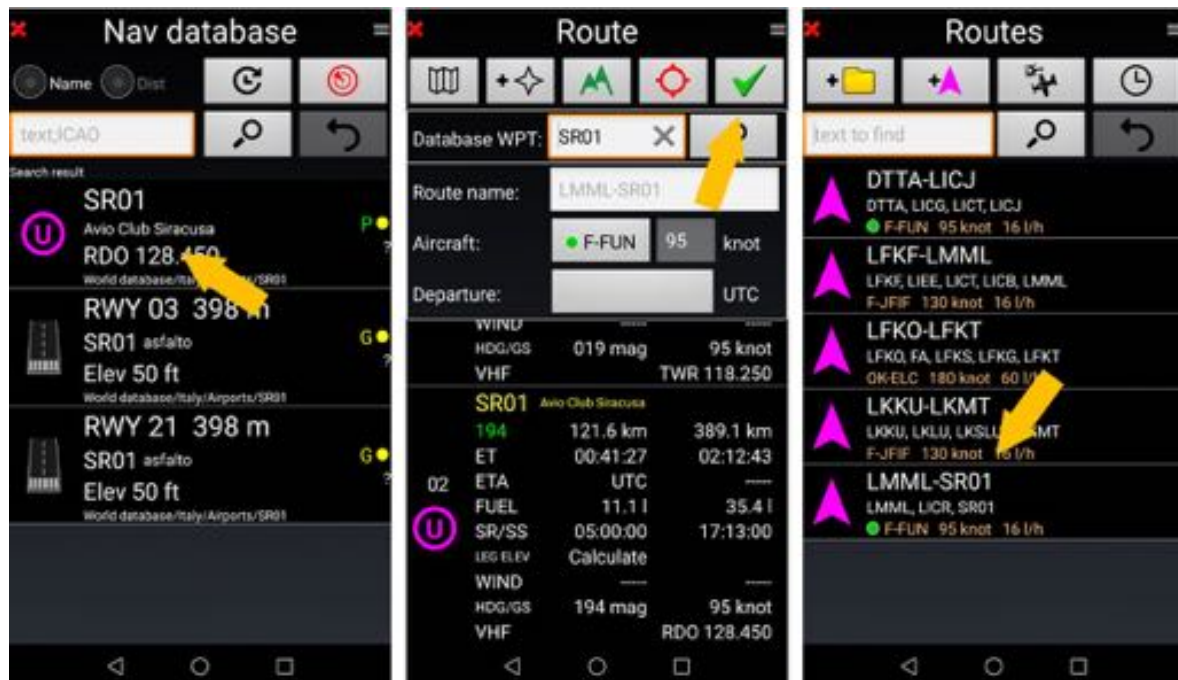 Nav database
Name Dist
text;ICAO
Search result
SR01
Avio Club Siracusa
P
RDO 128.450
?
World database/Italy/Airports/SR01
RWY 03 398 m
SR01 asfalto
G
Elev 50 ft
?
World database/Italy/Airports/SR01
RWY 21 398 m
SR01 asfalto
G
Elev 50 ft
?
World database/Italy/Airports/SR01
U
Route
Database WPT: SR01
Route name: LMML-SR01
Aircraft: F-FUN 95 knot
Departure: UTC
WIND ----- -----
HDG/GS 019 mag 95 knot
VHF TWR 118.250
SR01 Avio Club Siracusa
194 121.6 km 389.1 km
ET 00:41:27 02:12:43
02 ETA UTC -----
FUEL 11.1 l 35.4 l
U SR/SS 05:00:00 17:13:00
LEG ELEV Calculate
WIND ----- -----
HDG/GS 194 mag 95 knot
VHF RDO 128.450
Routes
text to find
DTTA-LICJ
DTTA, LICG, LICT, LICJ
F-FUN 95 knot 16 l/h
LFKF-LMML
LFKF, LIEE, LICT, LICB, LMML
F-JFIF 130 knot 16 l/h
LFKO-LFKT
LFKO, FA, LFKS, LFKG, LFKT
OK-ELC 180 knot 60 l/h
LKKU-LKMT
LKKU, LKLU,
F-JFIF 130 knot 16 l/h
LMML-SR01
LMML, LICR, SR01
F-FUN 95 knot 16 l/h